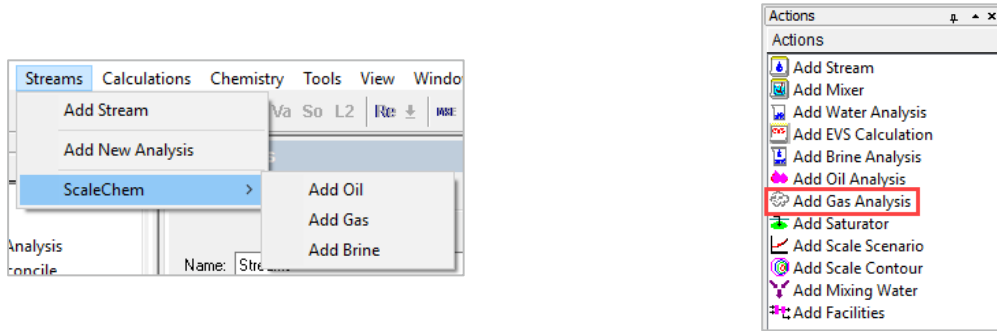 Streams Calculations Chemistry Tools View Windo
Add Stream
Va So L2 Re
Add New Analysis
ScaleChem >
Add Oil
Add Gas
Add Brine
Analysis
Name: Stre
Actions
Actions
Add Stream
Add Mixer
Add Water Analysis
Add EVS Calculation
Add Brine Analysis
Add Oil Analysis
Add Gas Analysis
Add Saturator
Add Scale Scenario
Add Scale Contour
Add Mixing Water
Add Facilities